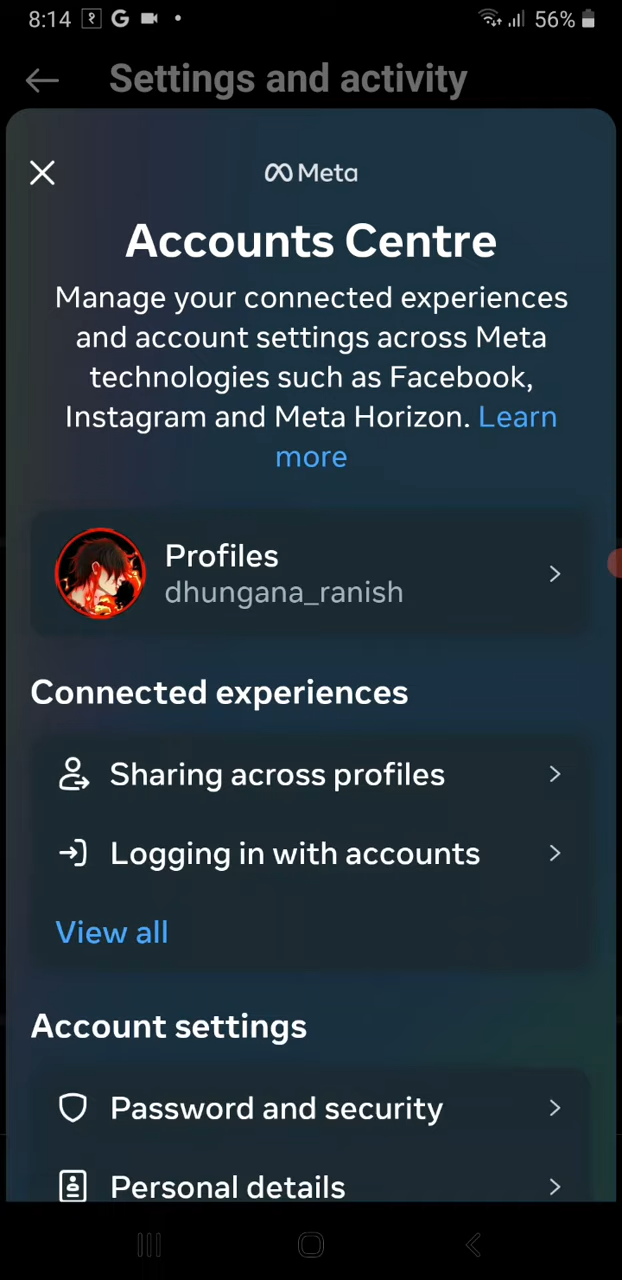 8:14 १ G 56%
Settings and activity
Meta
Accounts Centre
Manage your connected experiences
and account settings across Meta
technologies such as Facebook,
Instagram and Meta Horizon. Learn
more
Profiles
dhungana_ranish
Connected experiences
Sharing across profiles
Logging in with accounts
View all
Account settings
Password and security
Personal details